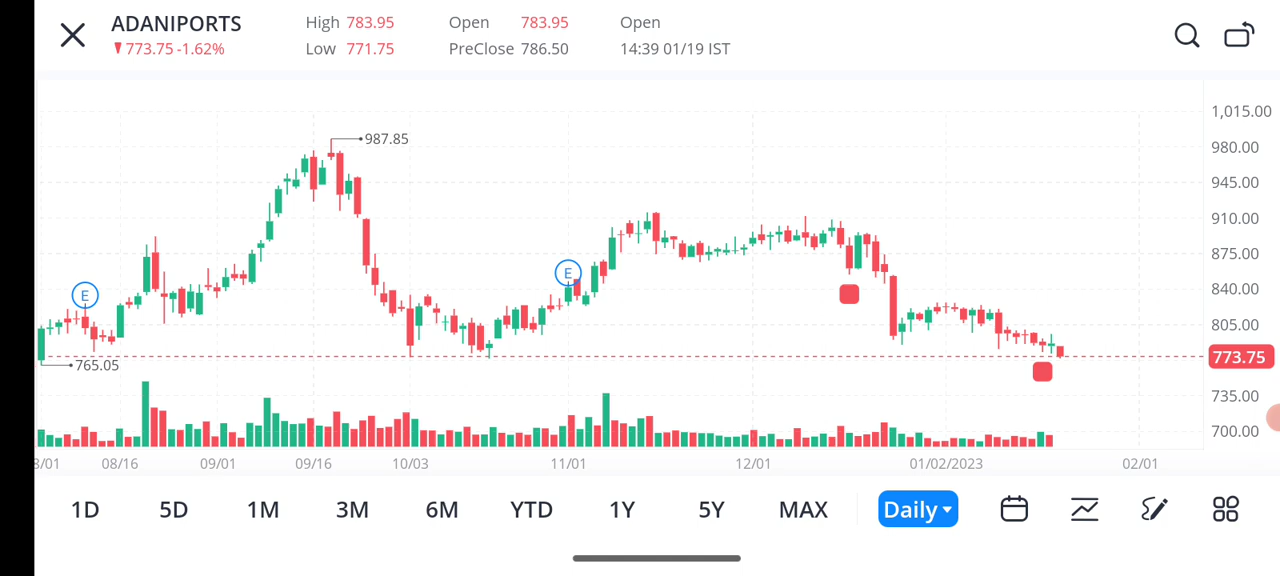 ADANIPORTS
▼773.75 -1.62%
High 783.95
Low 771.75
Open 783.95
PreClose 786.50
Open
14:39 01/19 IST
1,015.00
980.00
945.00
910.00
875.00
840.00
805.00
773.75
735.00
700.00
987.85
E
E
765.05
8/01
08/16
09/01
09/16
10/03
11/01
12/01
01/02/2023
02/01
1D
5D
1M
3M
6M
YTD
1Y
5Y
MAX
Daily